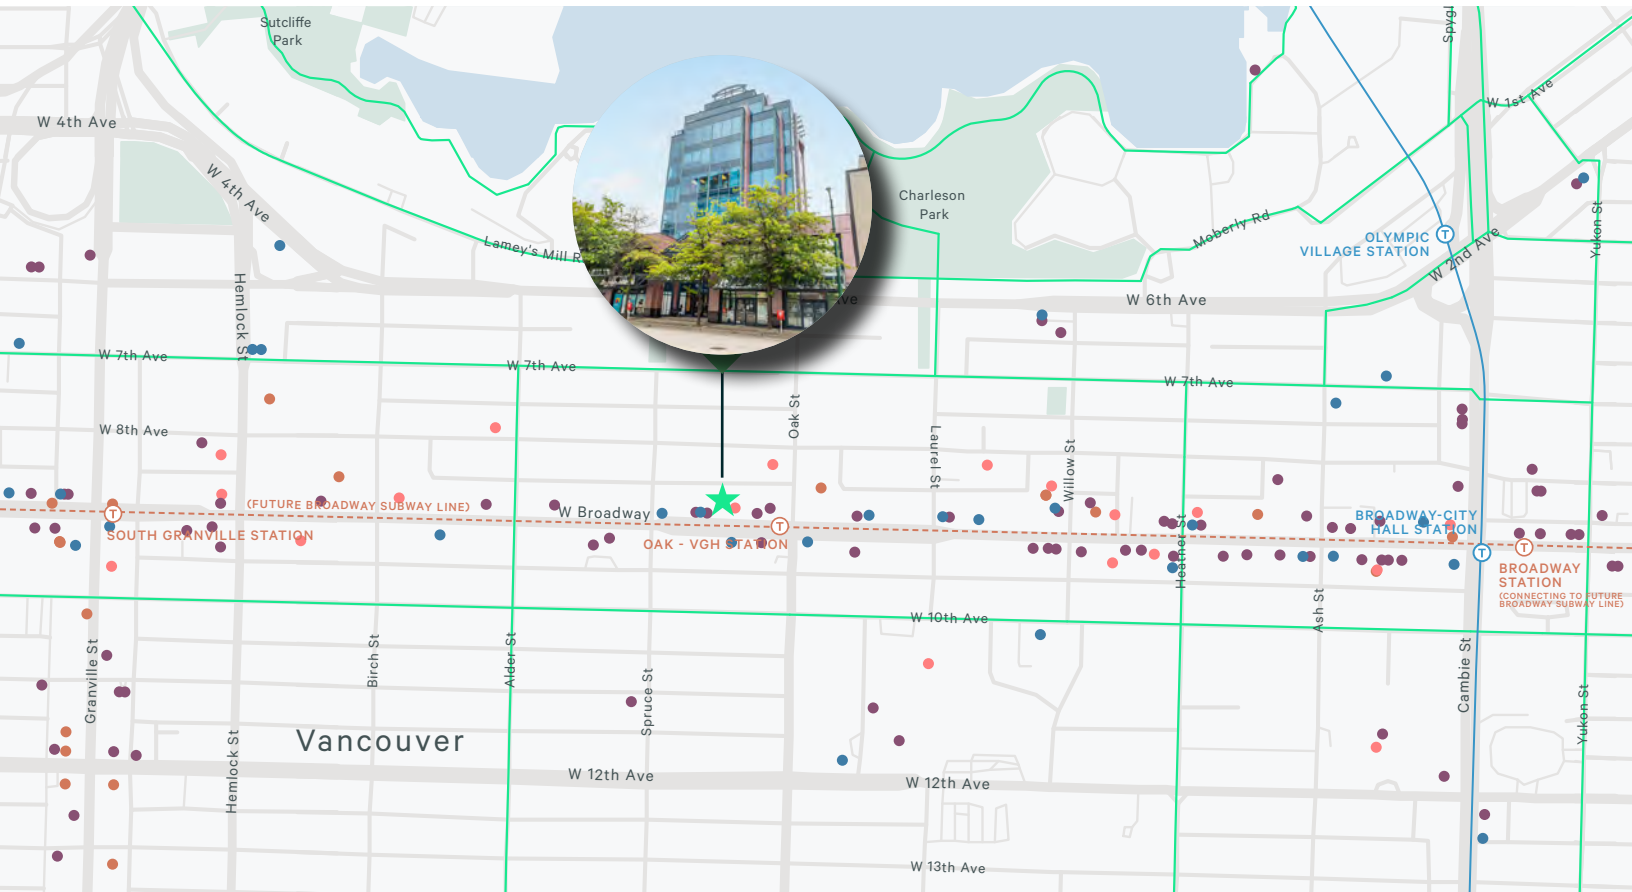 Sutcliffe
Park
Spygl
W 1st Ave
W 4th Ave
W 4th Ave
Charleson
Park
Yukon St
Moberly Rd
OLYMPIC
VILLAGE STATION
W 2nd Ave
Lamey's Mill R
Hemlock St
ve
W 6th Ave
W 7th Ave
W 7th Ave
W 7th Ave
Oak St
W 8th Ave
Laurel St
Willow St
(FUTURE BROADWAY SUBWAY LINE)
W Broadway
BROADWAY-CITY
HALL STATION
SOUTH GRANVILLE STATION
OAK - VGH STATION
Heather St
BROADWAY
STATION
(CONNECTING TO FUTURE
BROADWAY SUBWAY LINE)
T
T
T
T
T
W 10th Ave
Ash St
Granville St
Birch St
Alder St
Spruce St
Cambie St
Yukon St
Vancouver
Hemlock St
W 12th Ave
W 12th Ave
W 13th Ave